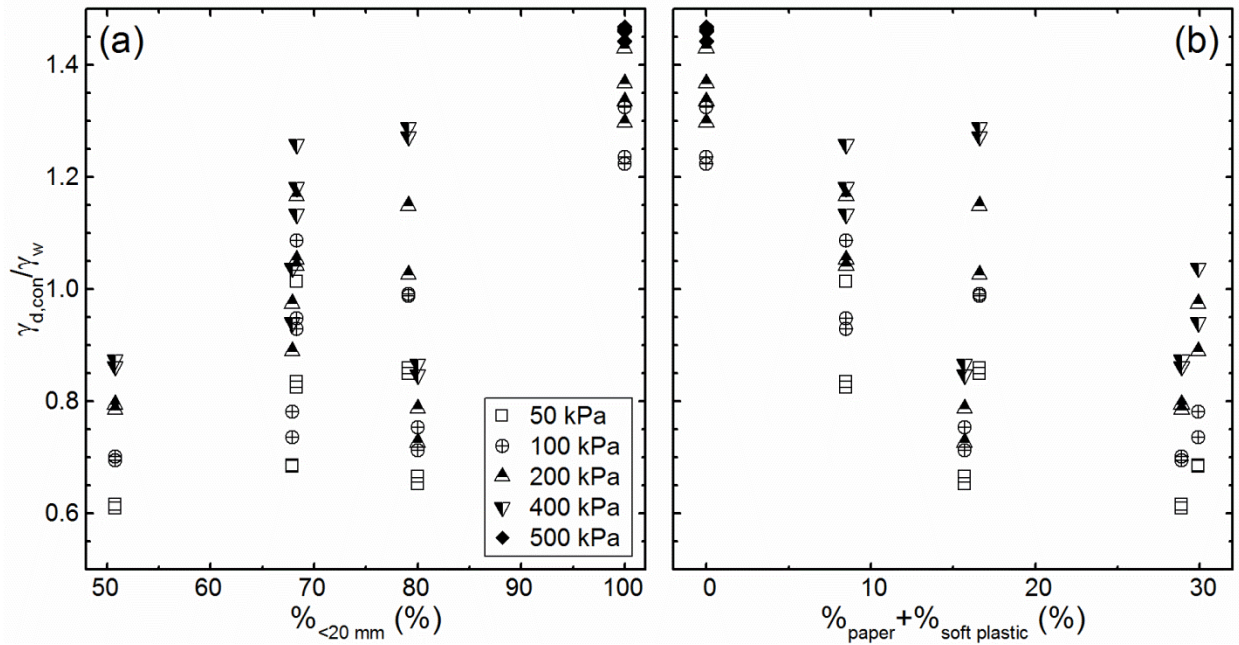 (a)
(b)
1.4
1.2
1.0
0.8
0.6
γd,con/γw
50 kPa
100 kPa
200 kPa
400 kPa
500 kPa
50 60 70 80 90 100
0 10 20 30
%<20 mm (%)
%paper+%soft plastic (%)